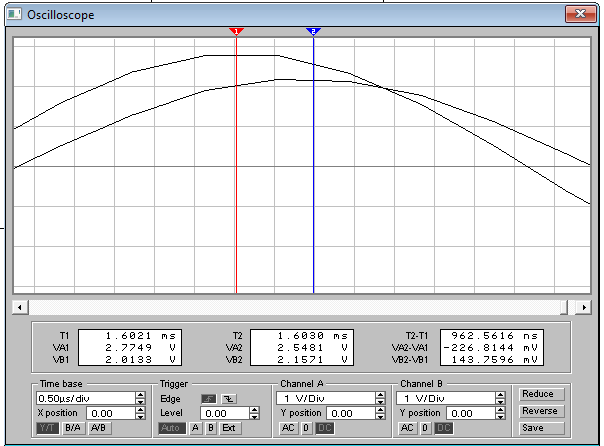 Oscilloscope
1 2
T1 1.6021 ms T2 1.6030 ms T2-T1 962.5616 ns
VA1 2.7749 V VA2 2.5481 V VA2-VA1 -226.8144 mV
VB1 2.0133 V VB2 2.1571 V VB2-VB1 143.7596 mV
Time base Trigger Channel A Channel B
0.50µs/div Edge 1 V/Div 1 V/Div Reduce
X position 0.00 Level 0.00 Y position 0.00 Y position 0.00 Reverse
Y/T B/A A/B Auto A B Ext AC 0 DC AC 0 DC Save